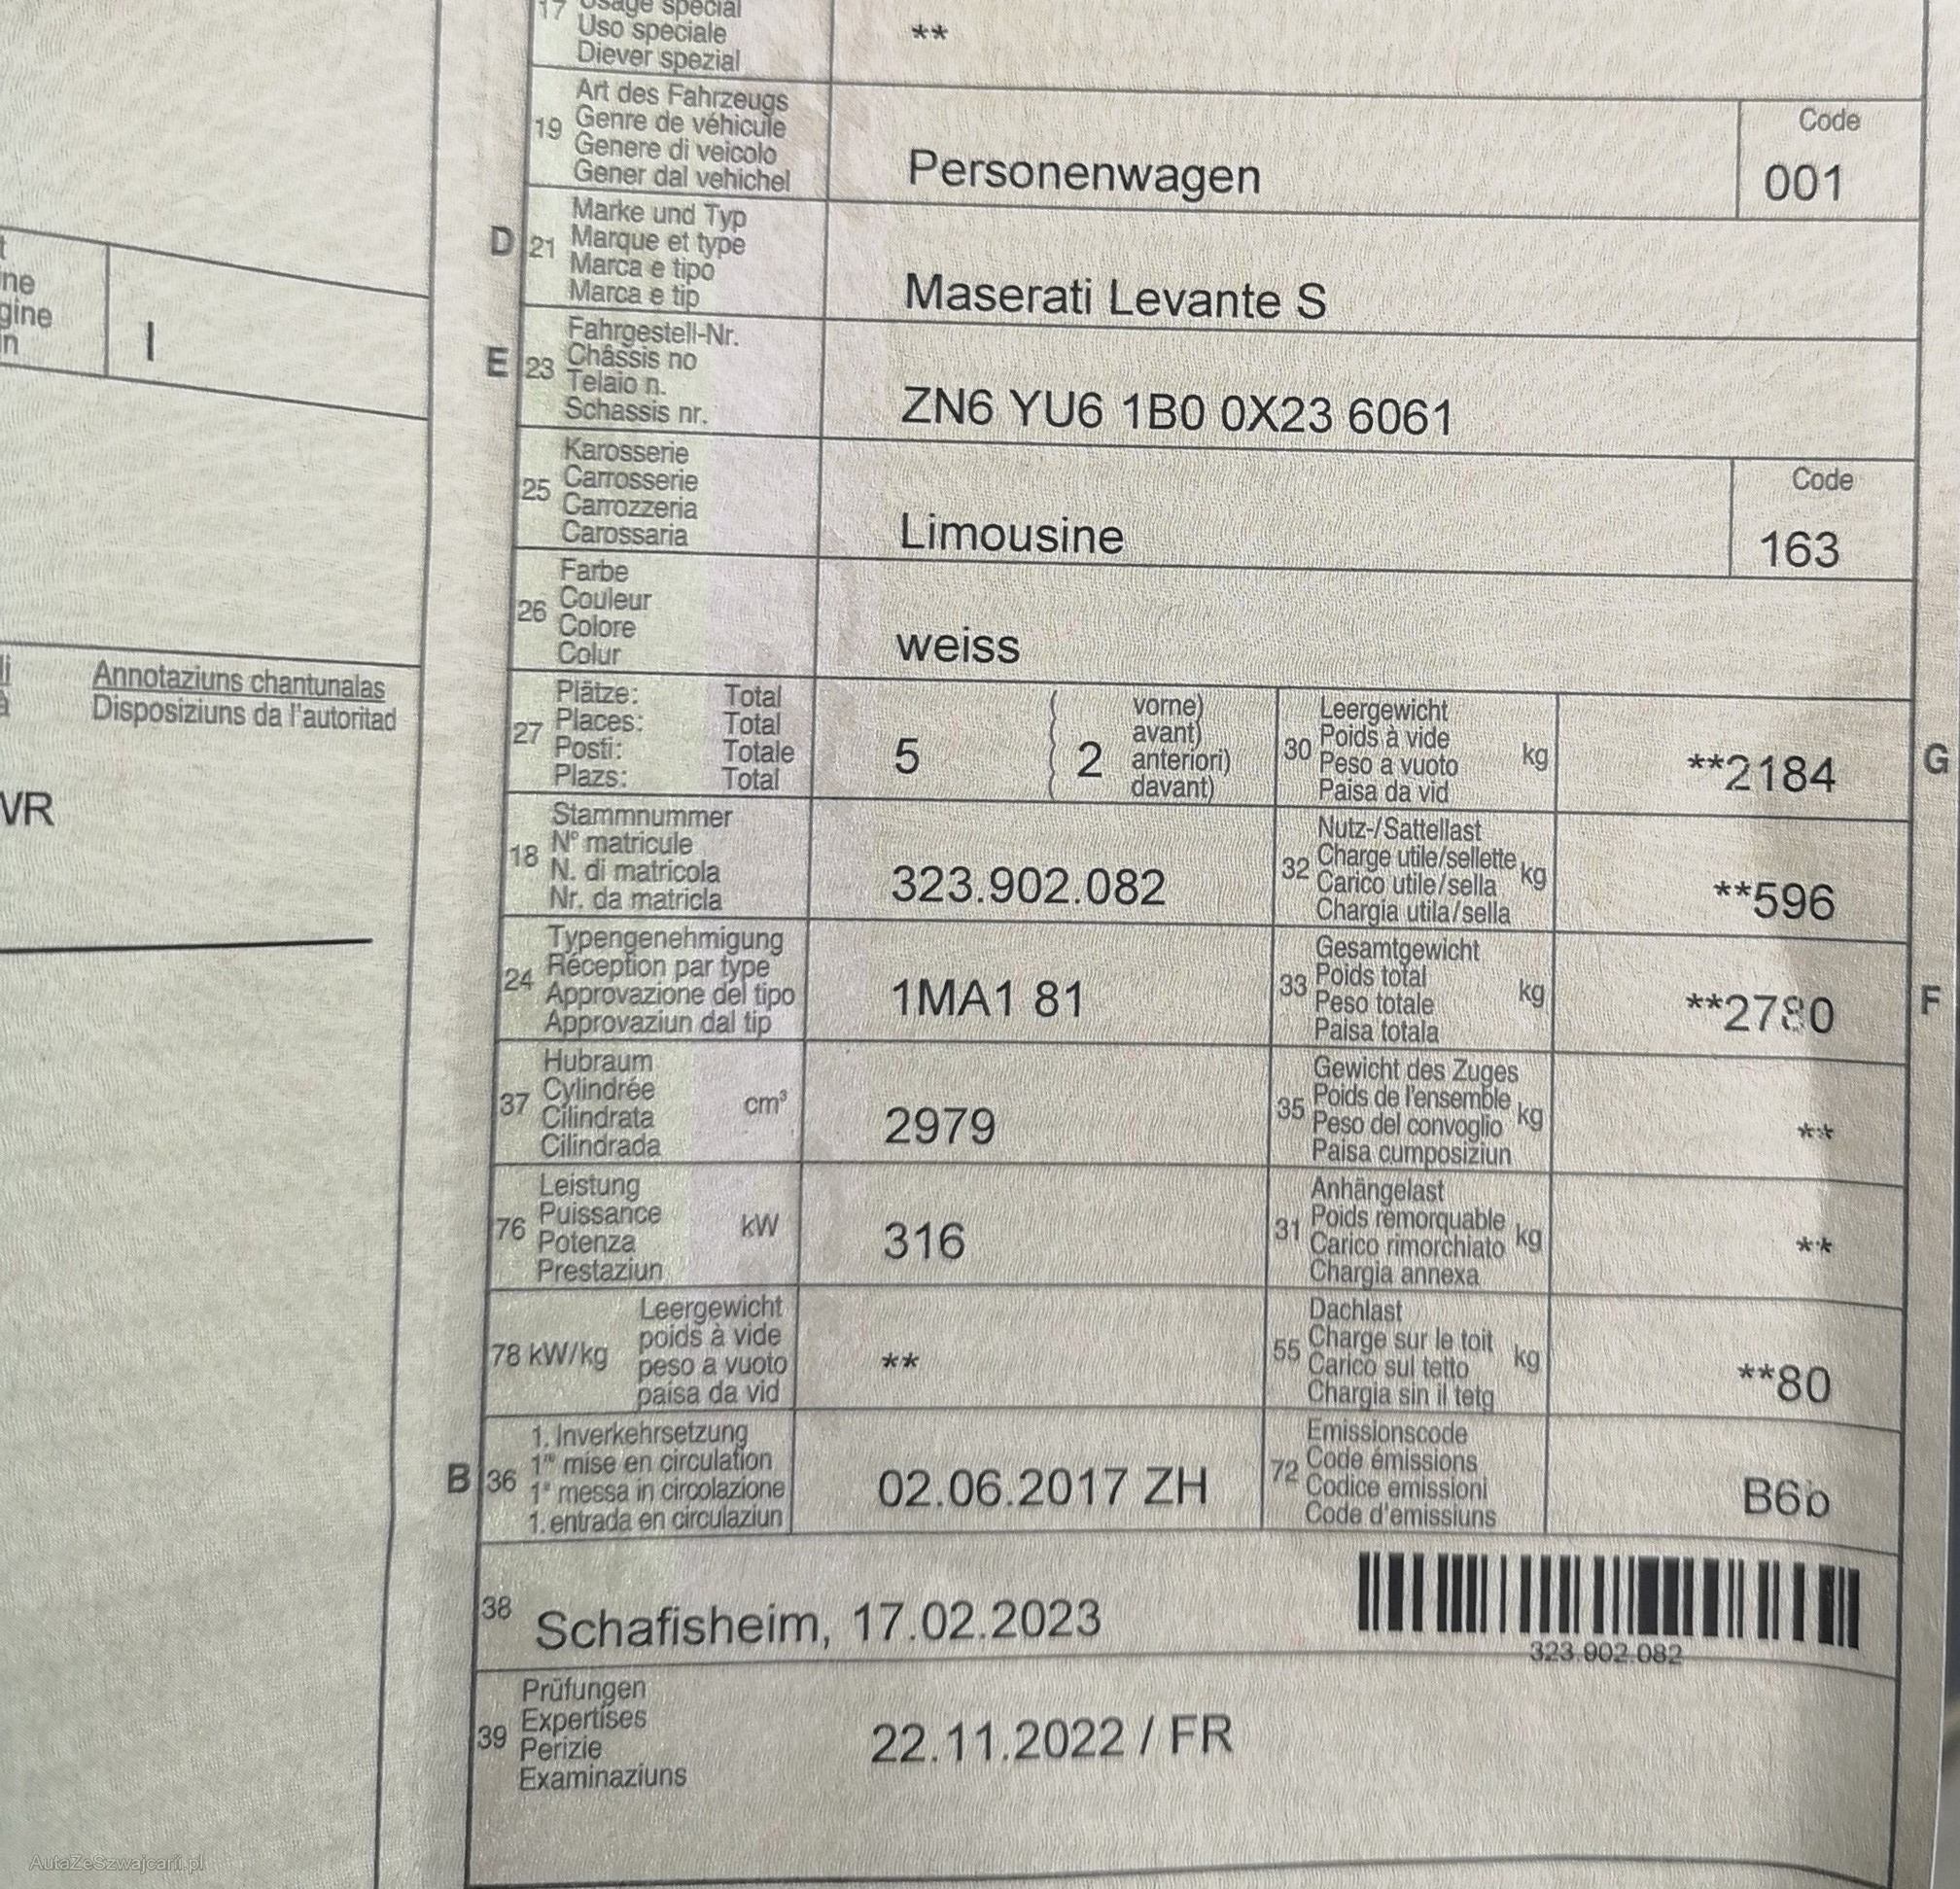 17 Usage spécial
Uso speciale
Diever spezial
**
19 Art des Fahrzeugs
Genre de véhicule
Genere di veicolo
Gener dal vehichel
Personenwagen
Code
001
D 21 Marke und Typ
Marque et type
Marca e tipo
Marca e tip
Maserati Levante S
E 23 Fahrgestell-Nr.
Châssis no
Telaio n.
Schassis nr.
ZN6 YU6 1B0 0X23 6061
25 Karosserie
Carrosserie
Carrozzeria
Carossaria
Limousine
Code
163
26 Farbe
Couleur
Colore
Colur
weiss
27 Plätze: Total
Places: Total
Posti: Totale
Plazs: Total
5
( 2 vorne)
avant)
anteriori)
davant)
30 Leergewicht
Poids à vide
Peso a vuoto
Paisa da vid
kg
**2184
G
18 Stammnummer
N° matricule
N. di matricola
Nr. da matricla
323.902.082
32 Nutz-/Sattellast
Charge utile/sellette
Carico utile/sella
Chargia utila/sella
kg
**596
24 Typengenehmigung
Réception par type
Approvazione del tipo
Approvaziun dal tip
1MA1 81
33 Gesamtgewicht
Poids total
Peso totale
Paisa totala
kg
**2780
F
37 Hubraum
Cylindrée
Cilindrata
Cilindrada
cm³
2979
35 Gewicht des Zuges
Poids de l'ensemble
Peso del convoglio
Paisa cumposiziun
kg
**
76 Leistung
Puissance
Potenza
Prestaziun
kW
316
31 Anhängelast
Poids remorquable
Carico rimorchiato
Chargia annexa
kg
**
78 kW/kg
Leergewicht
poids à vide
peso a vuoto
paisa da vid
**
55 Dachlast
Charge sur le toit
Carico sul tetto
Chargia sin il tetg
kg
**80
B 36 1. Inverkehrsetzung
1re mise en circulation
1a messa in circolazione
1. entrada en circulaziun
02.06.2017 ZH
72 Emissionscode
Code émissions
Codice emissioni
Code d'emissiuns
B6b
38 Schafisheim, 17.02.2023
323.902.082
39 Prüfungen
Expertises
Perizie
Examinaziuns
22.11.2022 / FR
I
Annotaziuns chantunalas
Disposiziuns da l'autoritad
VR
AutaZeSzwajcarii.pl